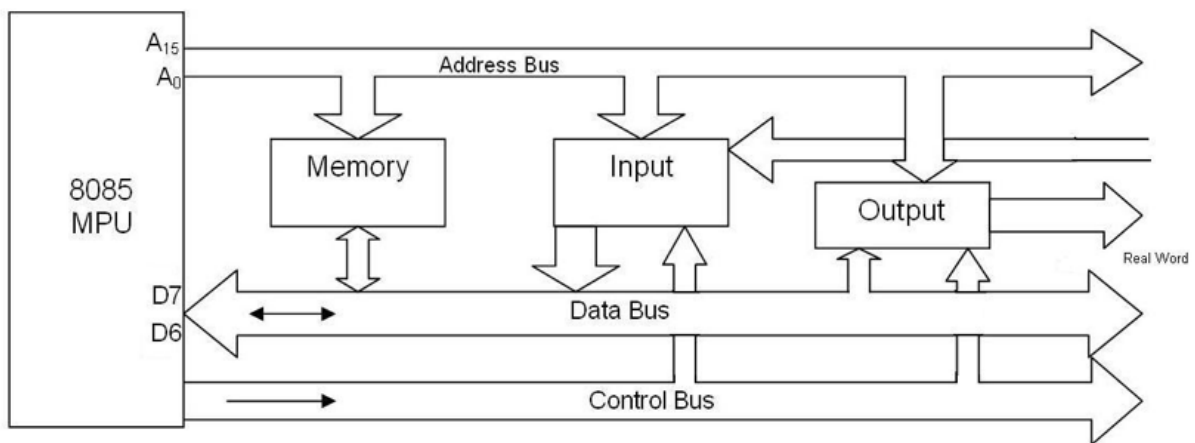 A15
Address Bus
A0
Memory
Input
8085
MPU
Output
Real Word
D7
Data Bus
D6
Control Bus